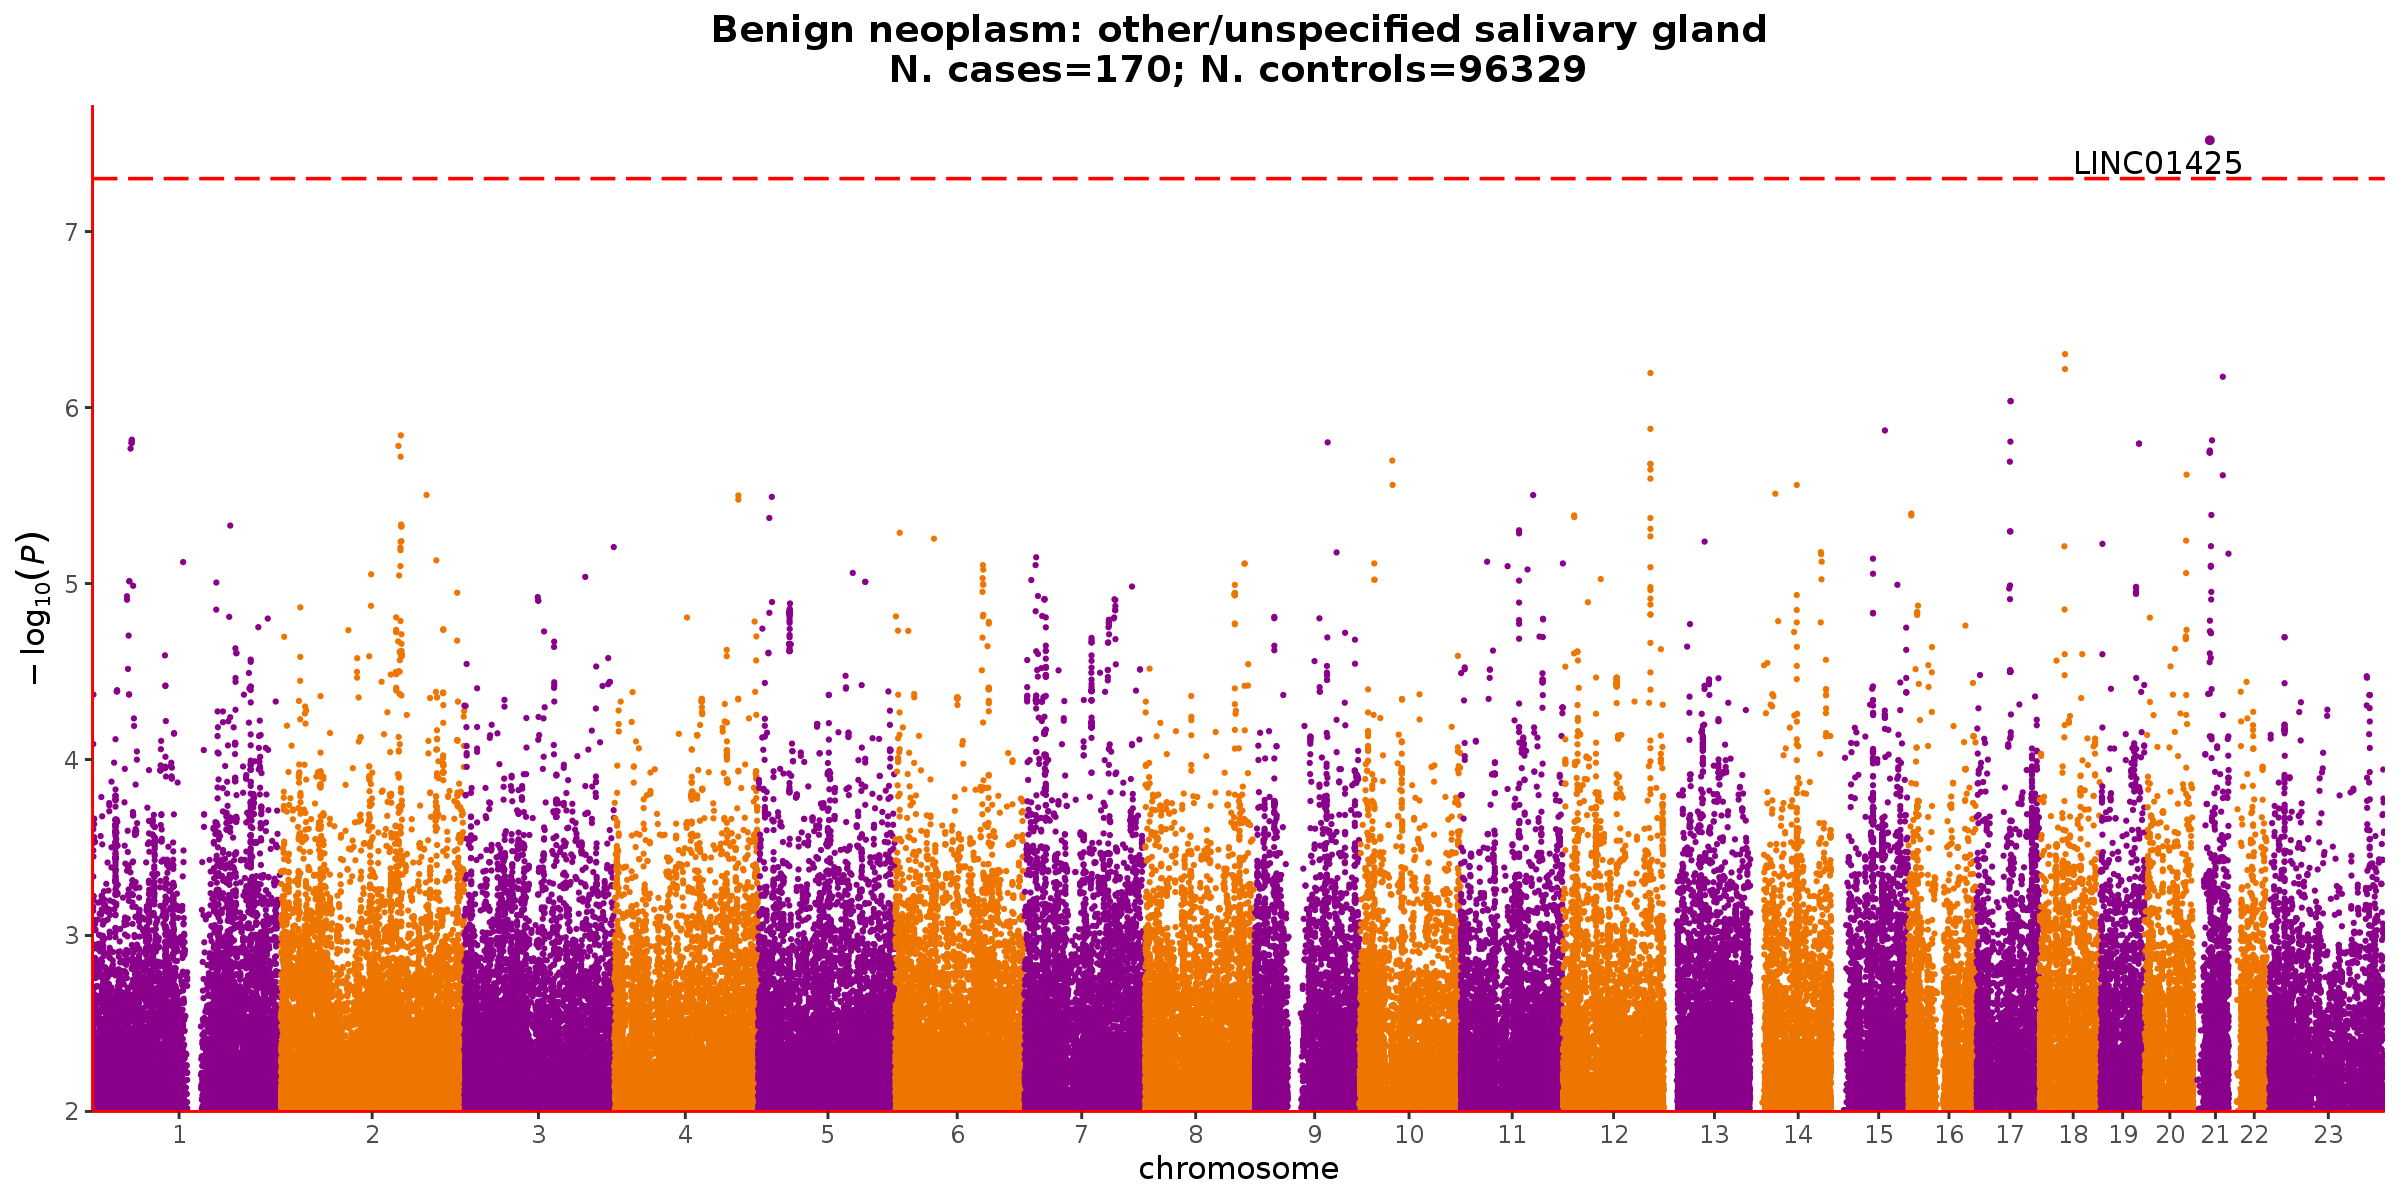 Benign neoplasm: other/unspecified salivary gland
N. cases=170; N. controls=96329
LINC01425
7
6
5
4
3
2
−log10(P)
1 2 3 4 5 6 7 8 9 10 11 12 13 14 15 16 17 18 19 20 21 22 23
chromosome